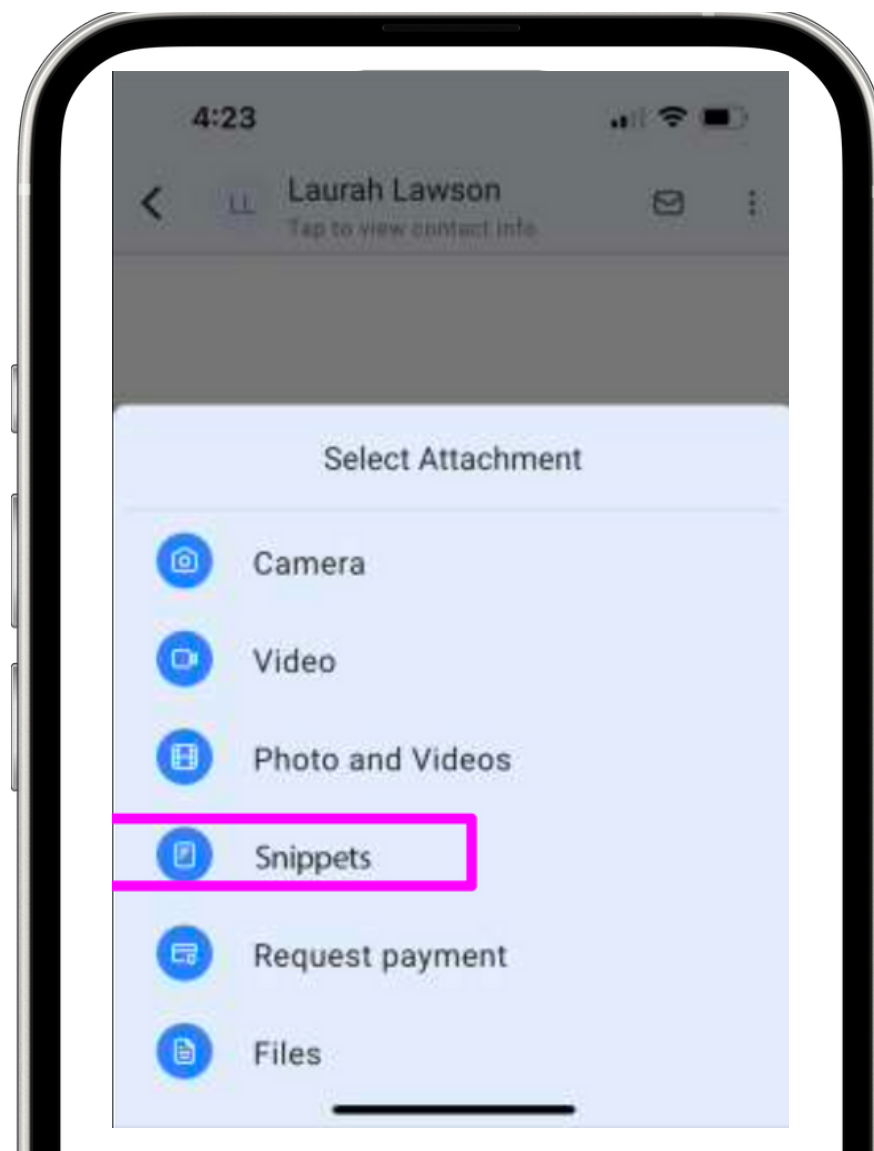 4:23
Laurah Lawson
LL
Tap to view contact info
Select Attachment
Camera
Video
Photo and Videos
Snippets
Request payment
Files